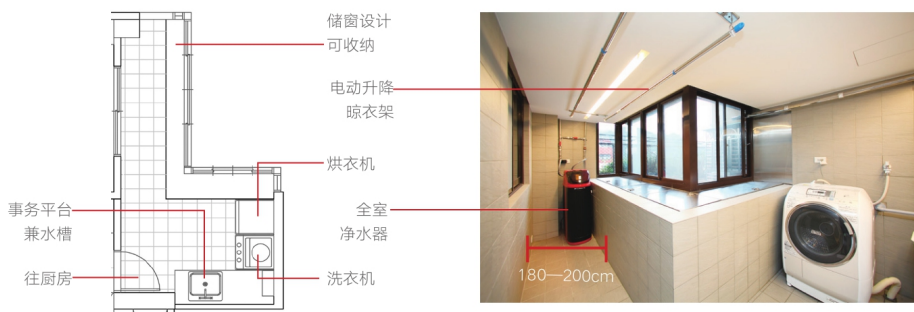 储窗设计
可收纳
电动升降
晾衣架
烘衣机
事务平台
兼水槽
全室
净水器
往厨房
洗衣机
180—200cm